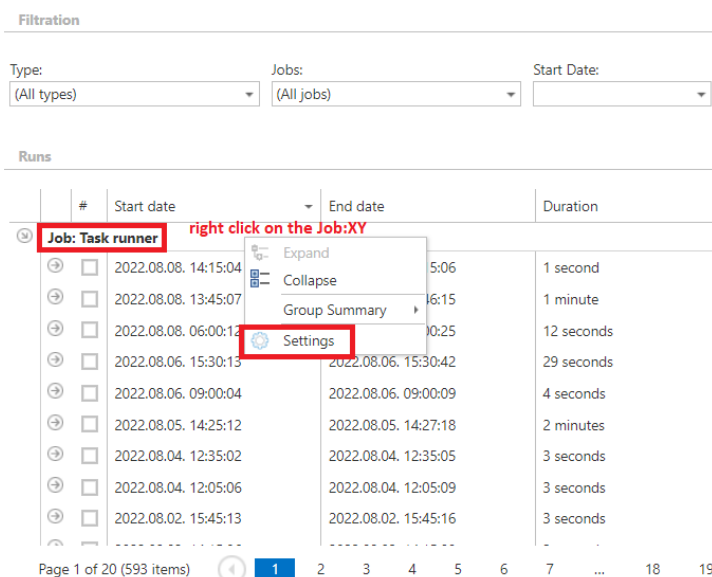 Filtration
Type: Jobs: Start Date:
(All types) (All jobs)
Runs
# Start date End date Duration
right click on the Job:XY
Job: Task runner
Expand
Collapse
Group Summary
Settings
2022.08.08. 14:15:04 5:06 1 second
2022.08.08. 13:45:07 46:15 1 minute
2022.08.08. 06:00:12 00:25 12 seconds
2022.08.06. 15:30:13 2022.08.06. 15:30:42 29 seconds
2022.08.06. 09:00:04 2022.08.06. 09:00:09 4 seconds
2022.08.05. 14:25:12 2022.08.05. 14:27:18 2 minutes
2022.08.04. 12:35:02 2022.08.04. 12:35:05 3 seconds
2022.08.04. 12:05:06 2022.08.04. 12:05:09 3 seconds
2022.08.02. 15:45:13 2022.08.02. 15:45:16 3 seconds
Page 1 of 20 (593 items) 1 2 3 4 5 6 7 ... 18 19